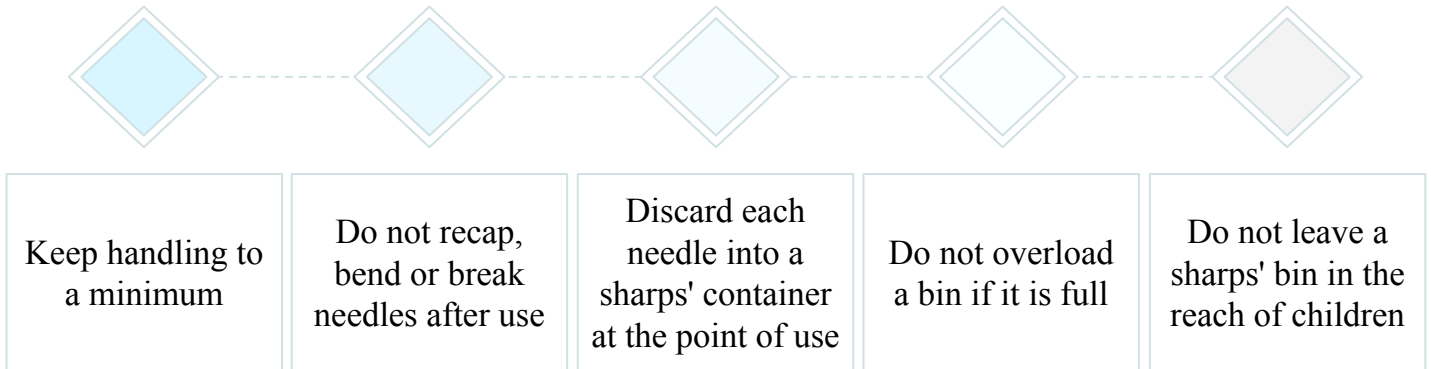 Keep handling to
a minimum
Do not recap,
bend or break
needles after use
Discard each
needle into a
sharps' container
at the point of use
Do not overload
a bin if it is full
Do not leave a
sharps' bin in the
reach of children